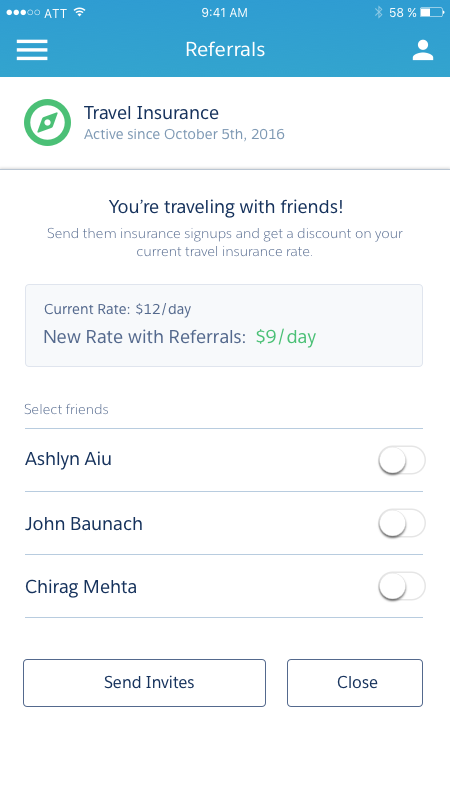 ATT 9:41 AM 58 %
Referrals
Travel Insurance
Active since October 5th, 2016
You’re traveling with friends!
Send them insurance signups and get a discount on your
current travel insurance rate.
Current Rate: $12/day
New Rate with Referrals: $9/day
Select friends
Ashlyn Aiu
John Baunach
Chirag Mehta
Send Invites Close